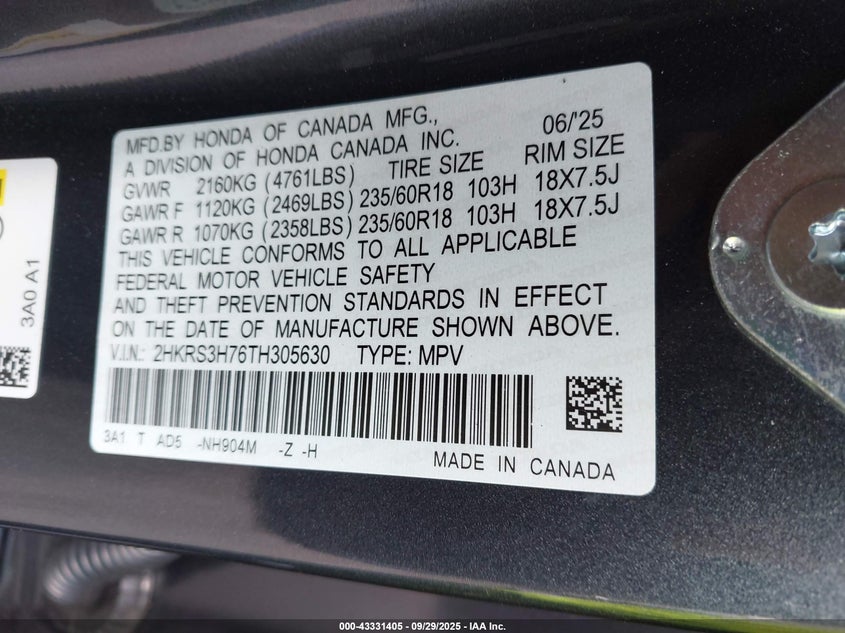 MFD.BY HONDA OF CANADA MFG., 06/'25
A DIVISION OF HONDA CANADA INC.
GVWR 2160KG (4761LBS) TIRE SIZE RIM SIZE
GAWR F 1120KG (2469LBS) 235/60R18 103H 18X7.5J
GAWR R 1070KG (2358LBS) 235/60R18 103H 18X7.5J
THIS VEHICLE CONFORMS TO ALL APPLICABLE
FEDERAL MOTOR VEHICLE SAFETY
AND THEFT PREVENTION STANDARDS IN EFFECT
ON THE DATE OF MANUFACTURE SHOWN ABOVE.
V.I.N.: 2HKRS3H76TH305630 TYPE: MPV
3A1 T AD5 -NH904M -Z -H
MADE IN CANADA
3A0 A1
000-43331405 - 09/29/2025 - IAA Inc.